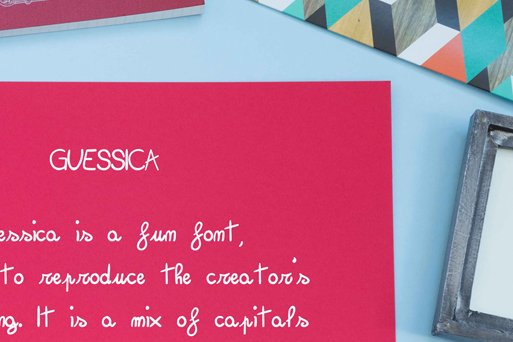 GUESSICA
essica is a fun font,
to reproduce the creator's
ng. It is a mix of capitals